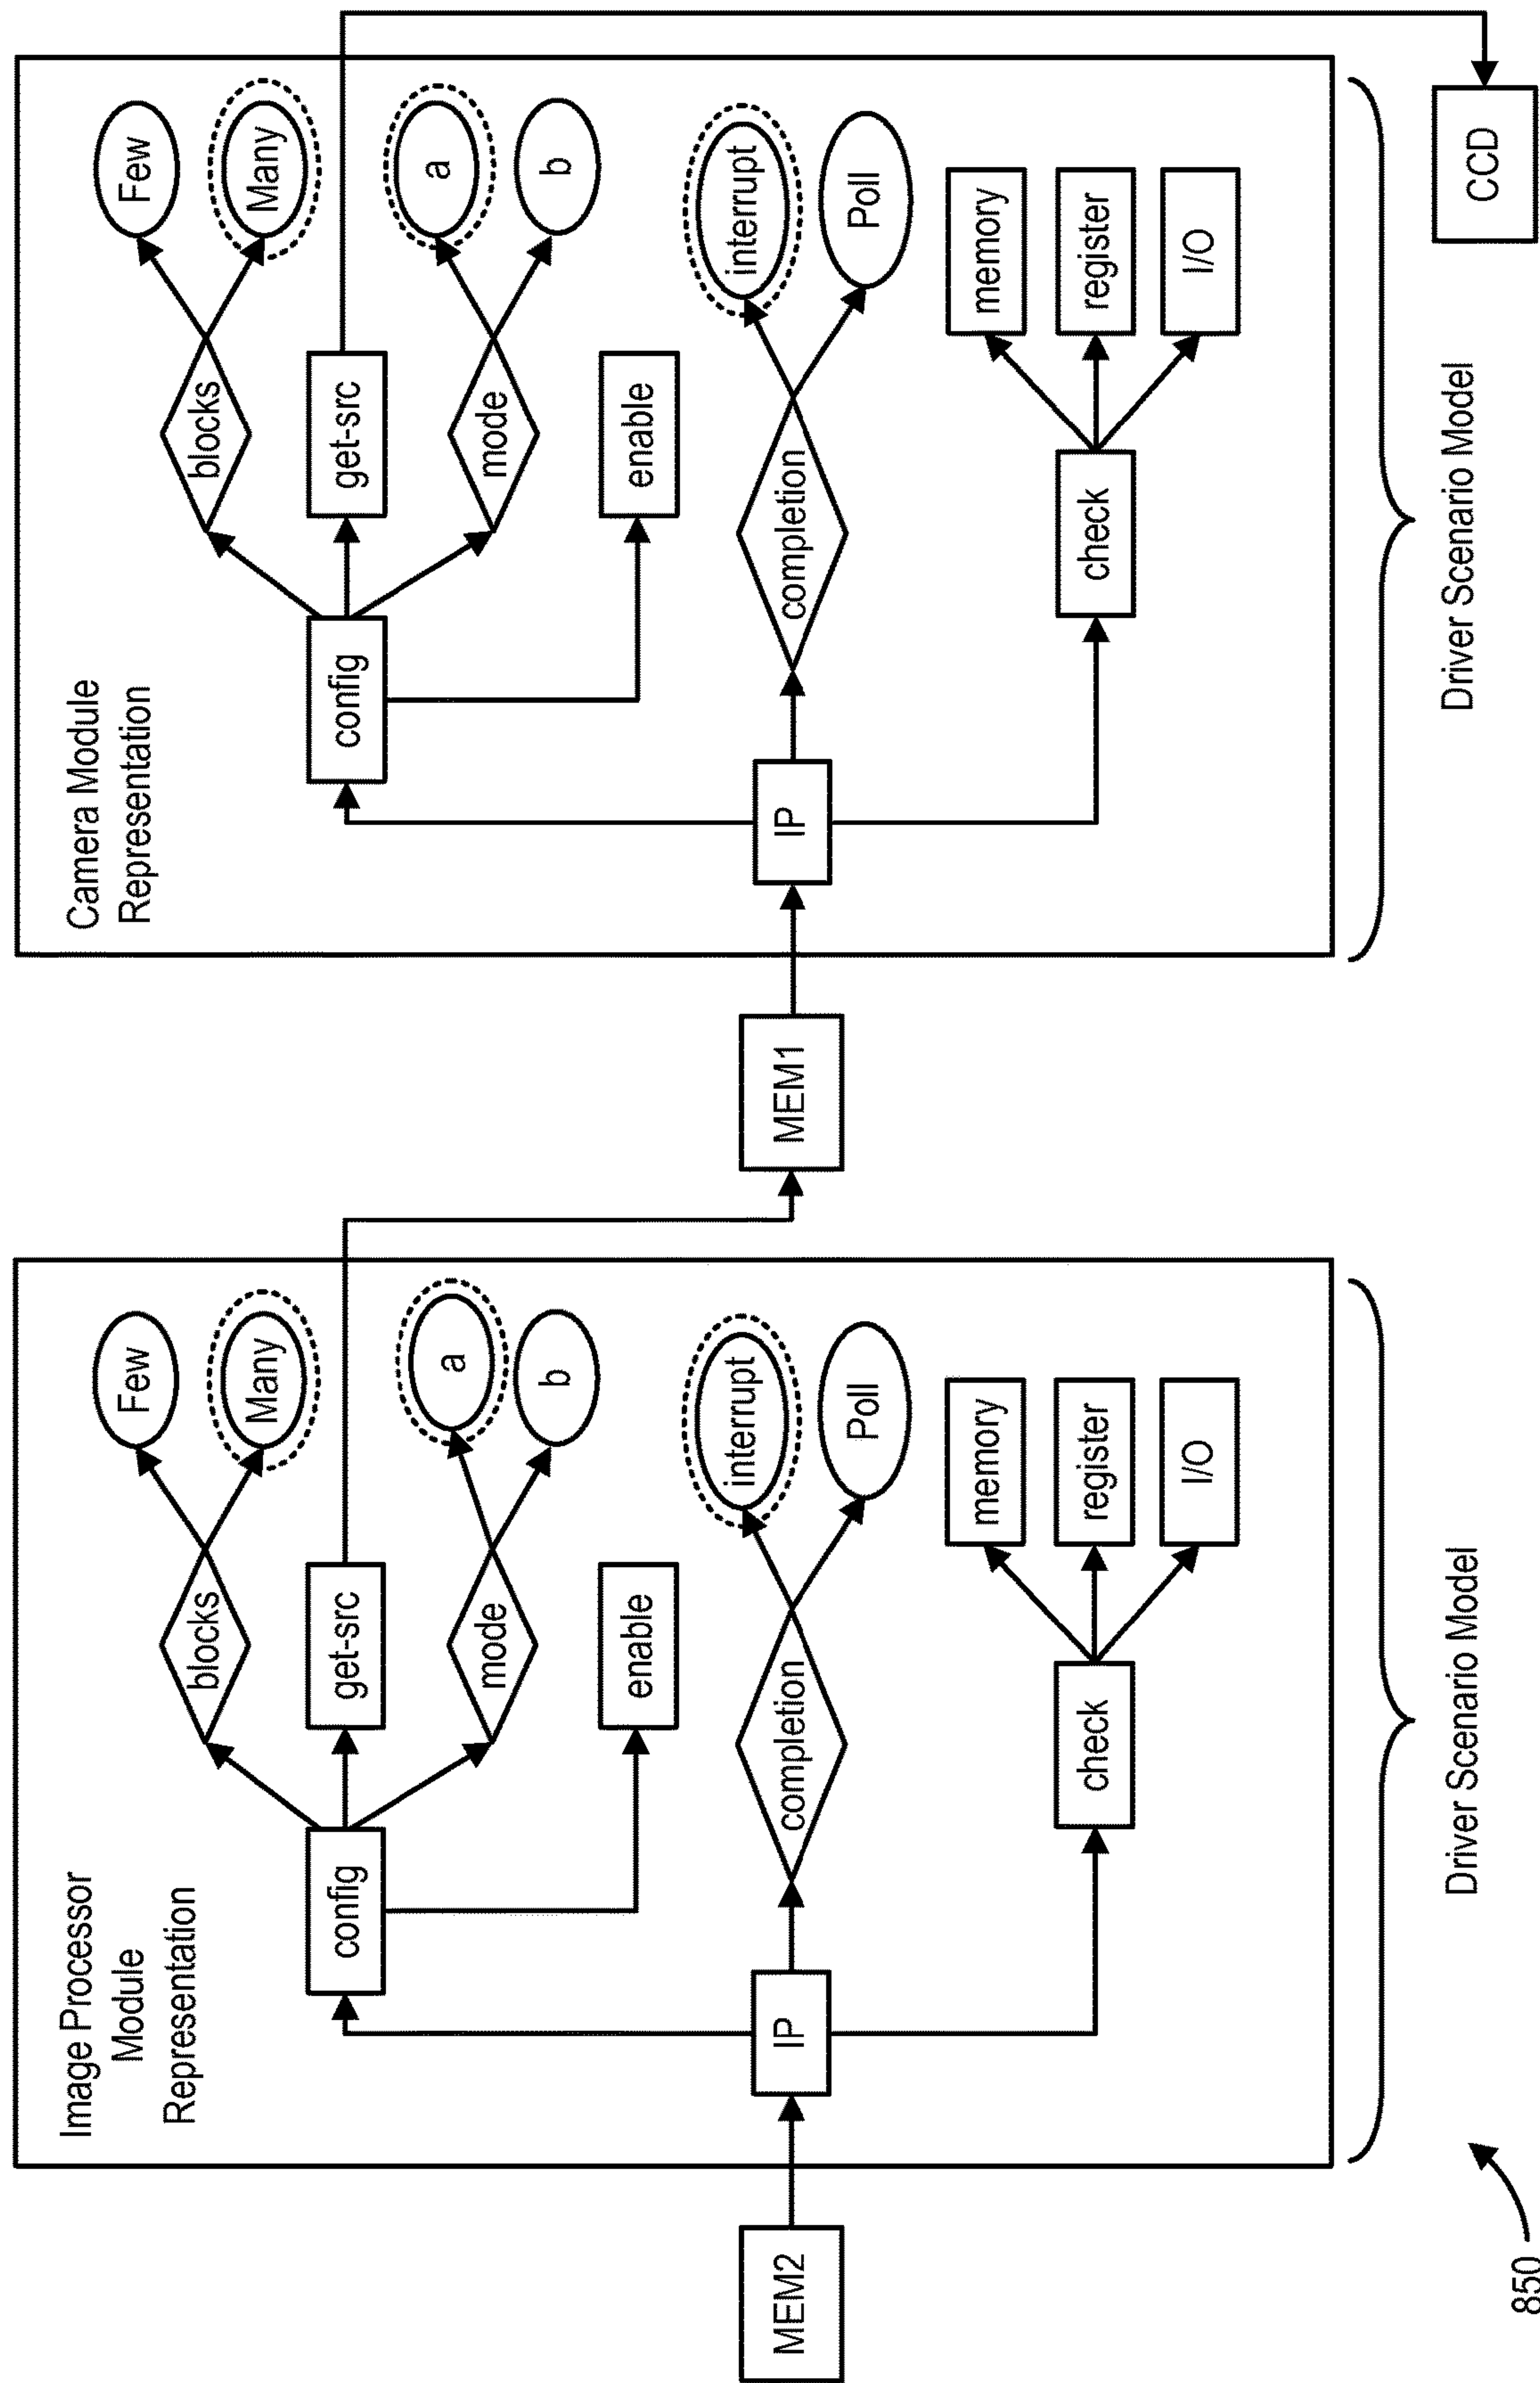 Image Processor
Module
Representation
MEM2
IP
config
blocks
Few
Many
get-src
mode
a
b
enable
completion
interrupt
Poll
check
memory
register
I/O
Driver Scenario Model
MEM1
Camera Module
Representation
IP
config
blocks
Few
Many
get-src
mode
a
b
enable
completion
interrupt
Poll
check
memory
register
I/O
Driver Scenario Model
CCD
850